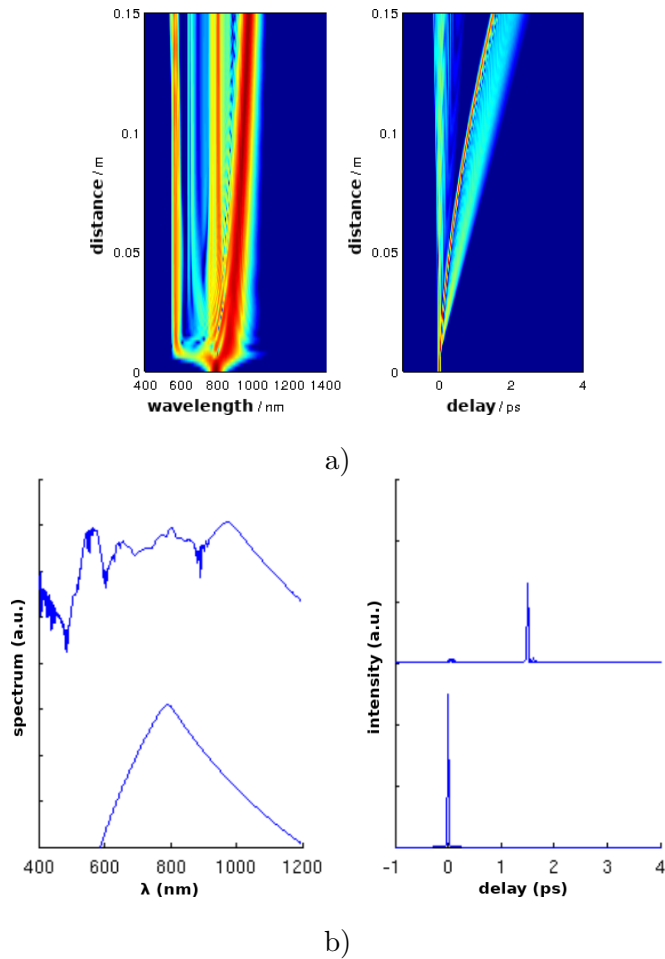 0.15
0.1
0.05
0
distance / m
400 600 800 1000 1200 1400
wavelength / nm
0.15
0.1
0.05
0
distance / m
0 2 4
delay / ps
a)
spectrum (a.u.)
400 600 800 1000 1200
λ (nm)
intensity (a.u.)
-1 0 1 2 3 4
delay (ps)
b)